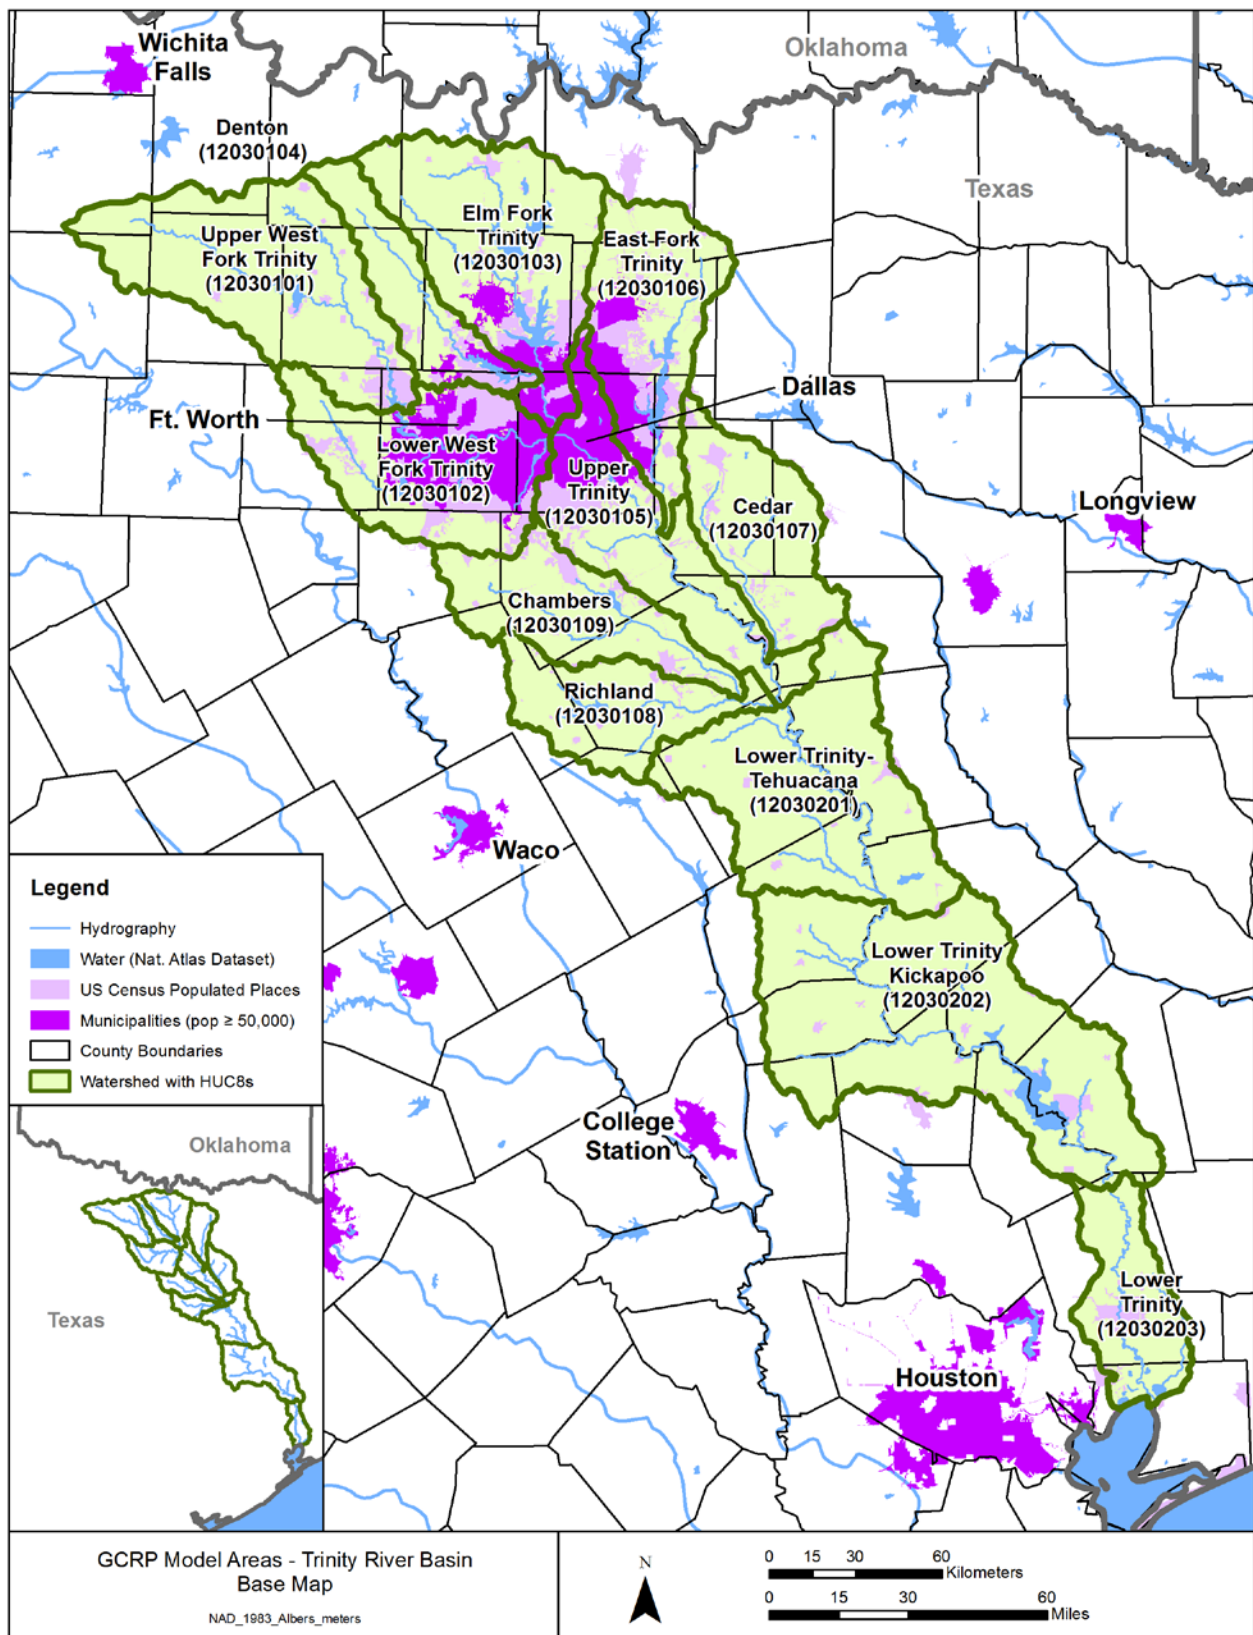 Wichita
Falls
Oklahoma
Denton
(12030104)
Texas
Elm Fork
Trinity
(12030103)
Upper West
Fork Trinity
(12030101)
East Fork
Trinity
(12030106)
Dallas
Ft. Worth
Lower West
Fork Trinity
(12030102)
Upper
Trinity
(12030105)
Cedar
(12030107)
Longview
Chambers
(12030109)
Richland
(12030108)
Lower Trinity-
Tehuacana
(12030201)
Waco
Lower Trinity
Kickapoo
(12030202)
College
Station
Lower
Trinity
(12030203)
Houston
Legend
Hydrography
Water (Nat. Atlas Dataset)
US Census Populated Places
Municipalities (pop ≥ 50,000)
County Boundaries
Watershed with HUC8s
Oklahoma
Texas
GCRP Model Areas - Trinity River Basin
Base Map
NAD_1983_Albers_meters
N
0 15 30 60
Kilometers
0 15 30 60
Miles